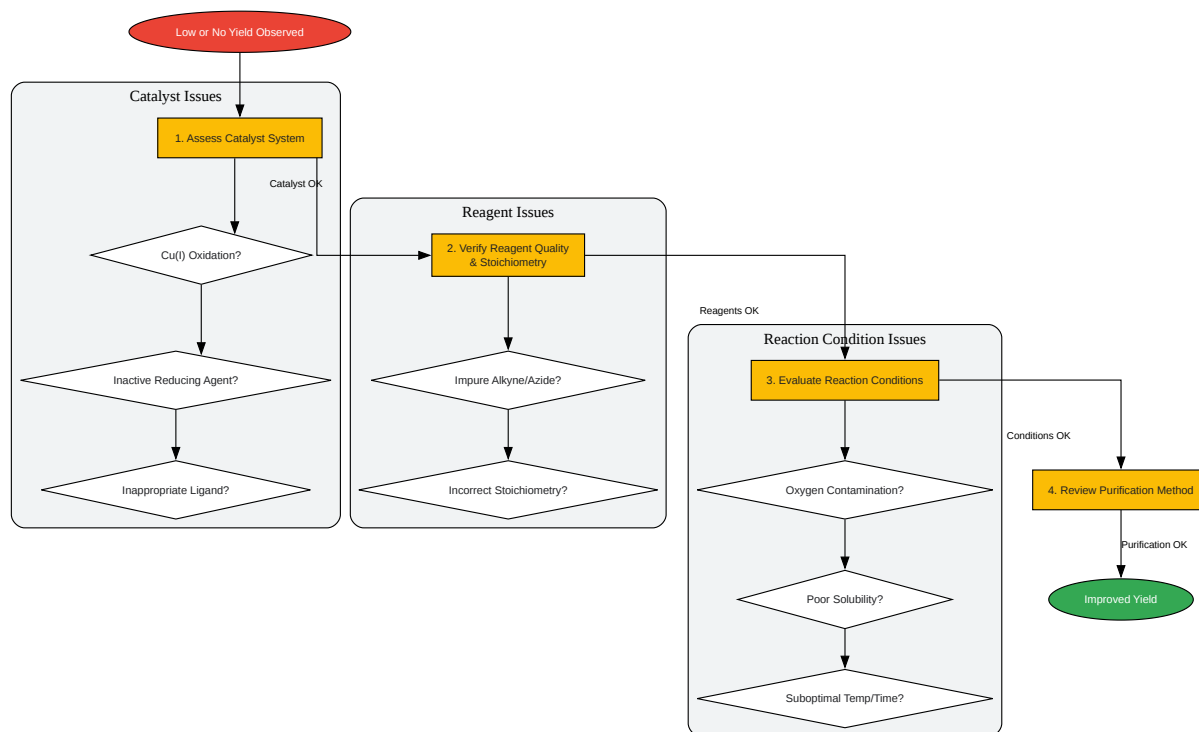 Low or No Yield Observed
Catalyst Issues
1. Assess Catalyst System
Catalyst OK
Cu(I) Oxidation?
Inactive Reducing Agent?
Inappropriate Ligand?
Reagent Issues
2. Verify Reagent Quality
& Stoichiometry
Reagents OK
Impure Alkyne/Azide?
Incorrect Stoichiometry?
Reaction Condition Issues
3. Evaluate Reaction Conditions
Conditions OK
Oxygen Contamination?
Poor Solubility?
Suboptimal Temp/Time?
4. Review Purification Method
Purification OK
Improved Yield